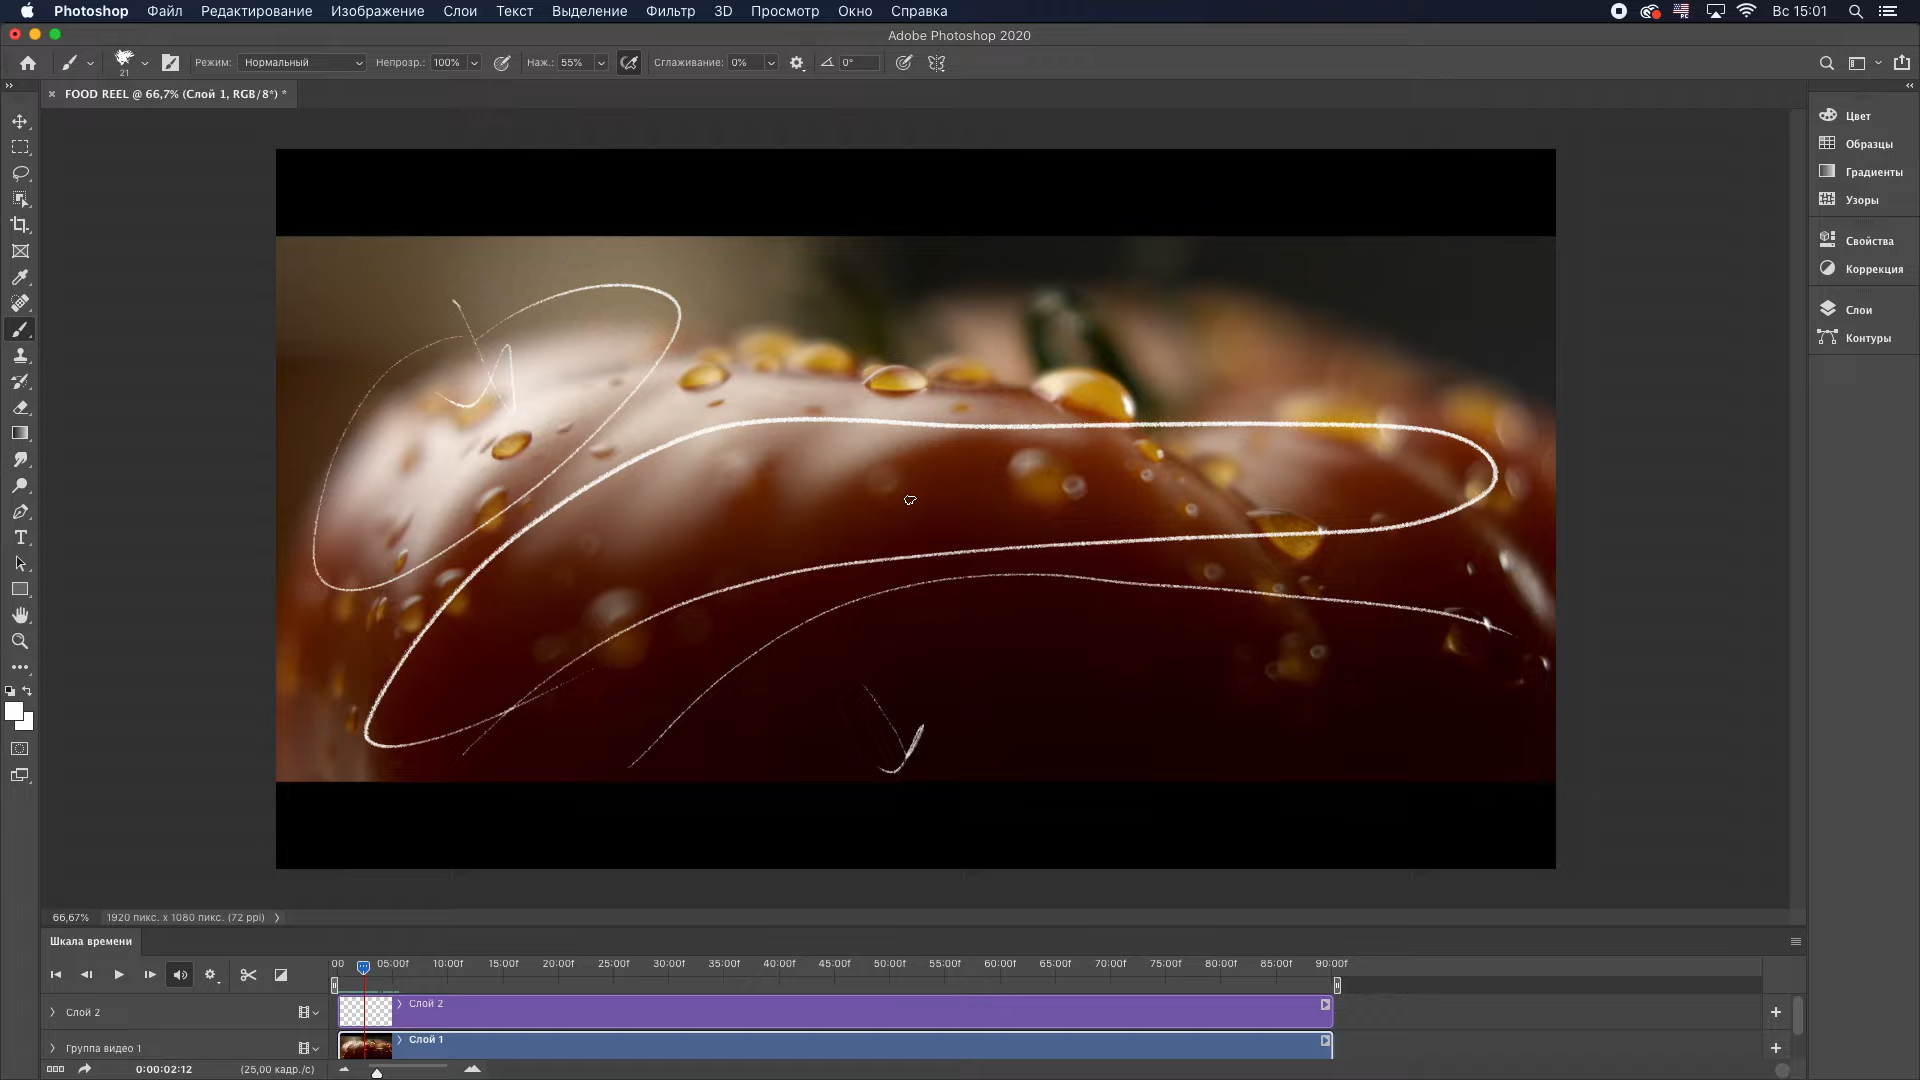 Photoshop Файл Редактирование Изображение Слои Текст Выделение Фильтр 3D Просмотр Окно Справка Вс 15:01
Adobe Photoshop 2020
21 Режим: Нормальный Непрозр.: 100% Наж.: 55% Сглаживание: 0% 0°
FOOD REEL @ 66,7% (Слой 1, RGB/8*) *
Цвет
Образцы
Градиенты
Узоры
Свойства
Коррекция
Слои
Контуры
66,67% 1920 пикс. x 1080 пикс. (72 ppi)
Шкала времени
00 05:00f 10:00f 15:00f 20:00f 25:00f 30:00f 35:00f 40:00f 45:00f 50:00f 55:00f 60:00f 65:00f 70:00f 75:00f 80:00f 85:00f 90:00f
Слой 2 Слой 2
Группа видео 1 Слой 1
0:00:02:12 (25,00 кадр./с)